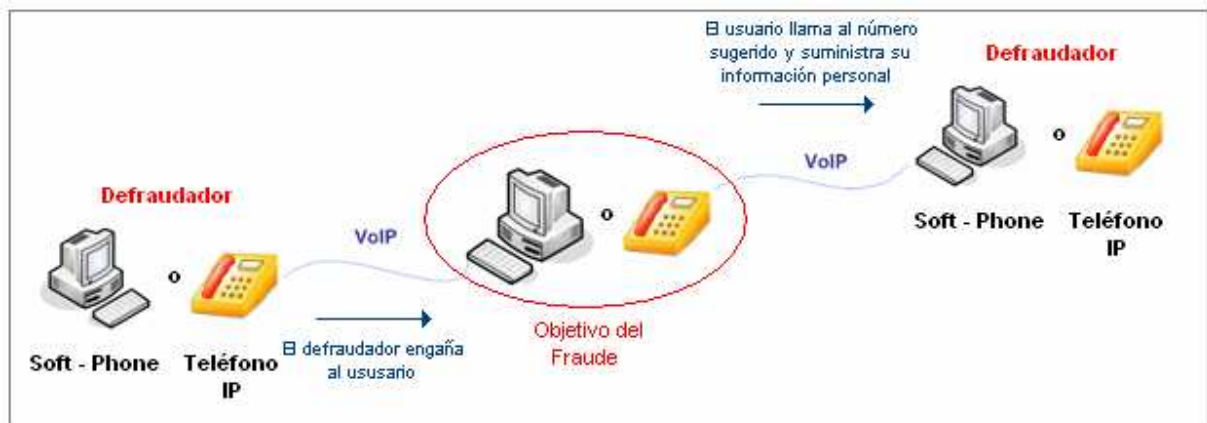 El usuario llama al número
sugerido y suministra su
información personal
Defraudador
o
VoIP
Soft - Phone
Teléfono
IP
Defraudador
o
VoIP
Soft - Phone
Teléfono
IP
El defraudador engaña
al ususario
o
Objetivo del
Fraude